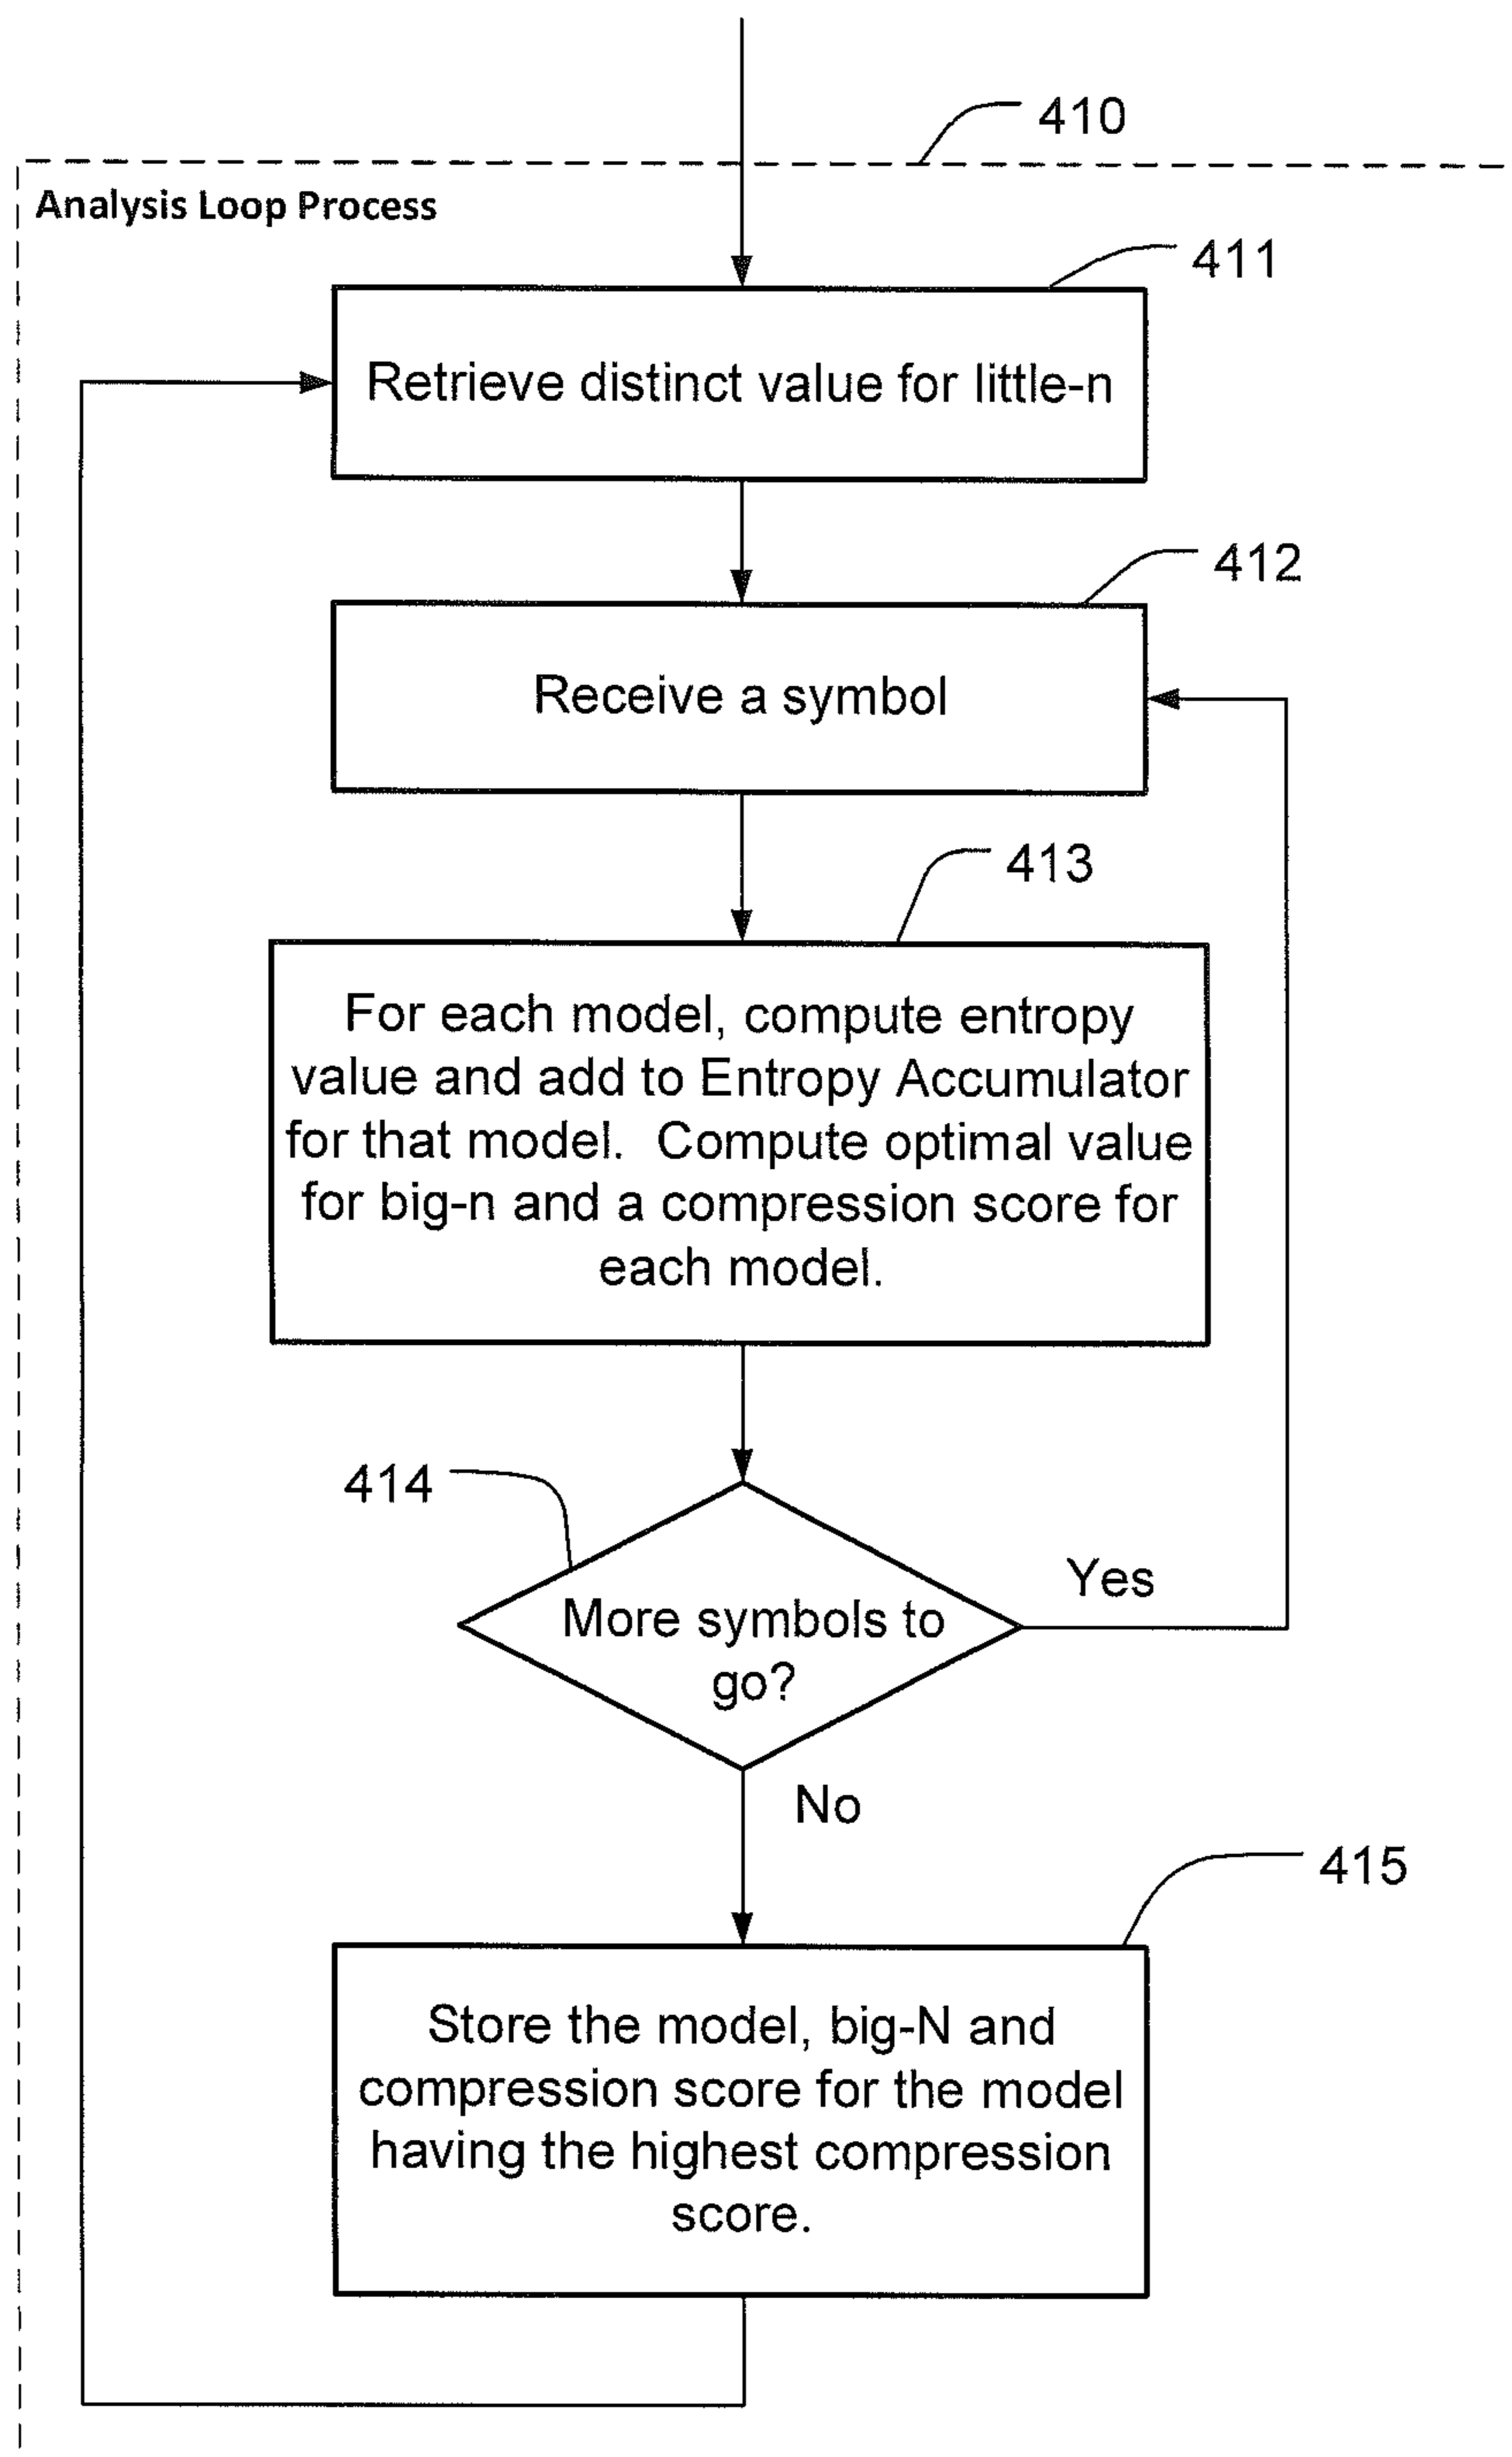 410
Analysis Loop Process
411
Retrieve distinct value for little-n
412
Receive a symbol
413
For each model, compute entropy
value and add to Entropy Accumulator
for that model.  Compute optimal value
for big-n and a compression score for
each model.
414
Yes
More symbols to
go?
No
415
Store the model, big-N and
compression score for the model
having the highest compression
score.